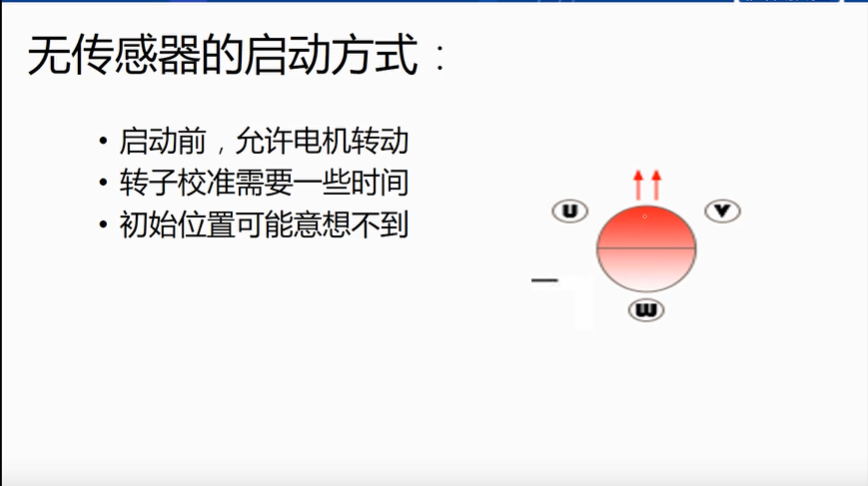 无传感器的启动方式：
• 启动前，允许电机转动
• 转子校准需要一些时间
• 初始位置可能意想不到
U
V
W